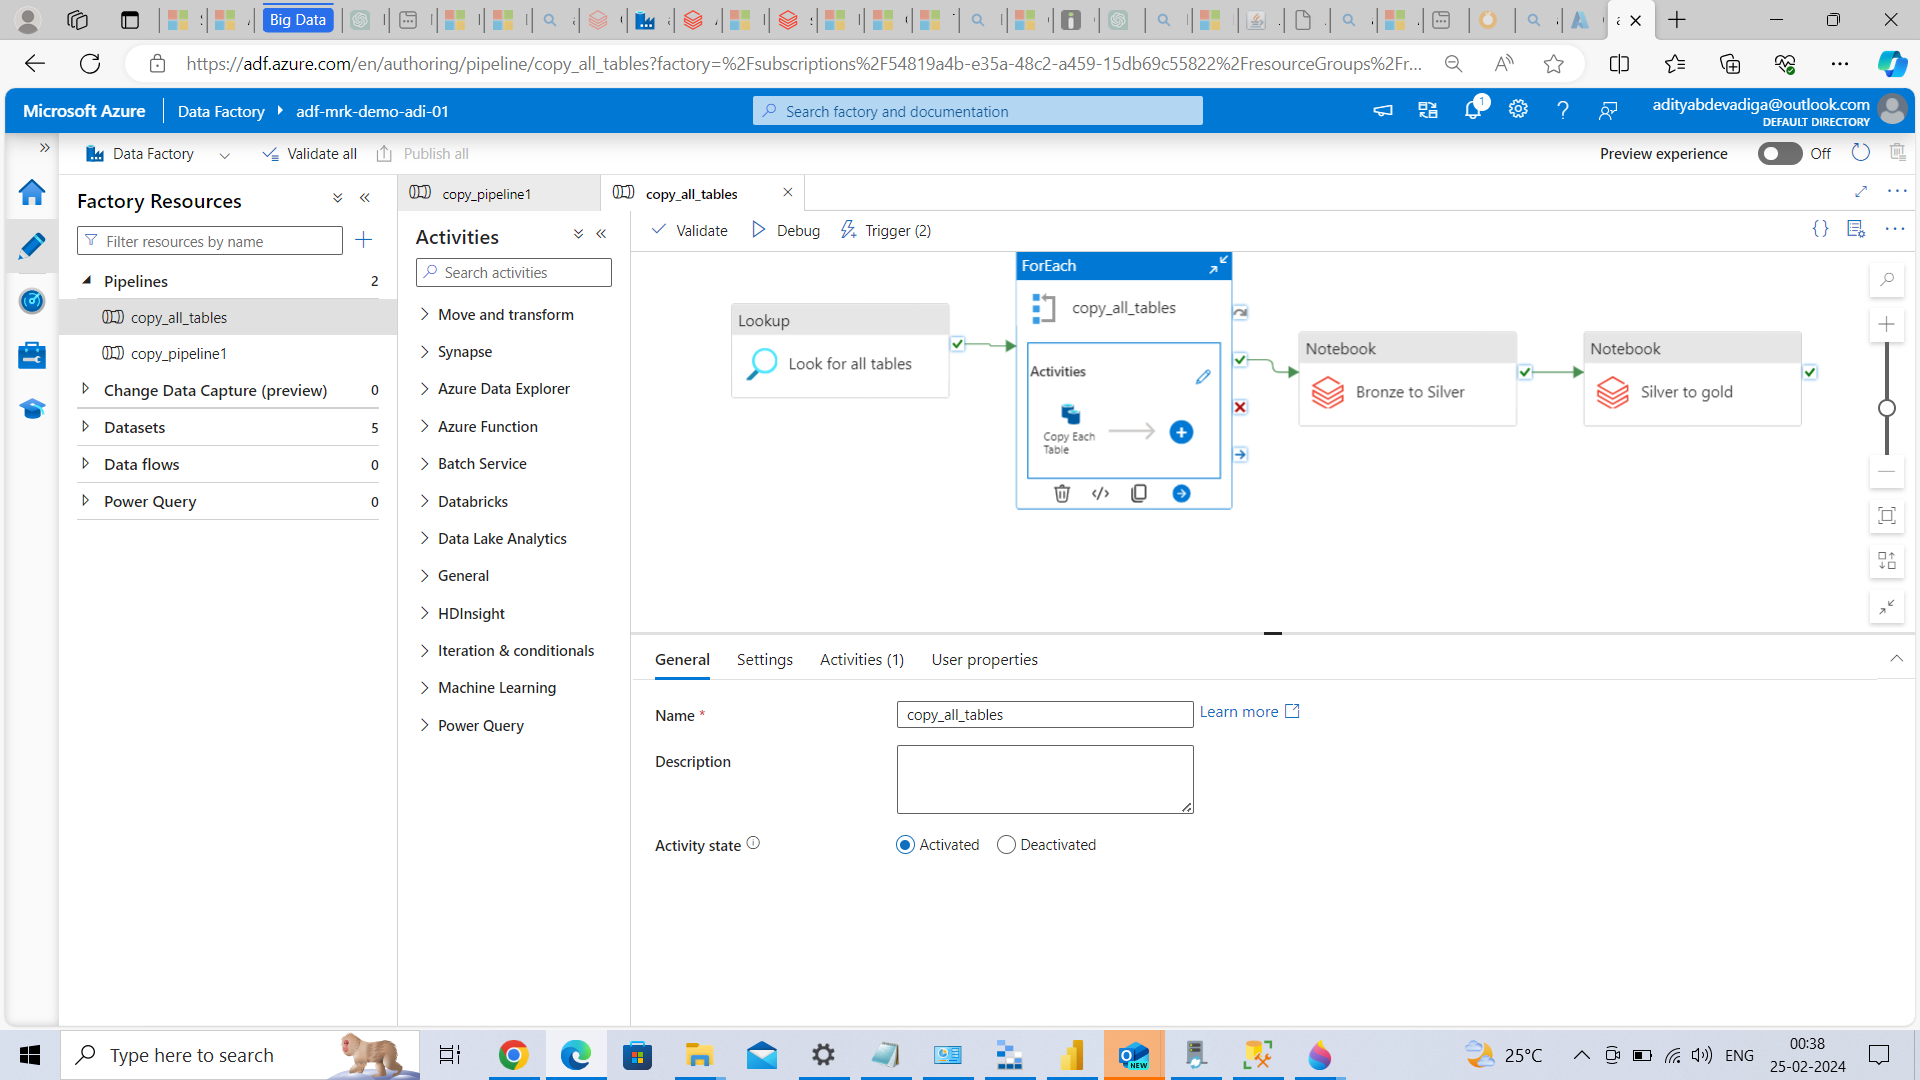 Big Data
https://adf.azure.com/en/authoring/pipeline/copy_all_tables?factory=%2Fsubscriptions%2F54819a4b-e35a-48c2-a459-15db69c55822%2FresourceGroups%2Fr...
Microsoft Azure
Data Factory
adf-mrk-demo-adi-01
Search factory and documentation
1
adityabdevadiga@outlook.com
DEFAULT DIRECTORY
Data Factory
Validate all
Publish all
Preview experience
Off
Factory Resources
Filter resources by name
Pipelines 2
copy_all_tables
copy_pipeline1
Change Data Capture (preview) 0
Datasets 5
Data flows 0
Power Query 0
copy_pipeline1
copy_all_tables
Activities
Search activities
Move and transform
Synapse
Azure Data Explorer
Azure Function
Batch Service
Databricks
Data Lake Analytics
General
HDInsight
Iteration & conditionals
Machine Learning
Power Query
Validate
Debug
Trigger (2)
Lookup
Look for all tables
ForEach
copy_all_tables
Activities
Copy Each
Table
Notebook
Bronze to Silver
Notebook
Silver to gold
General
Settings
Activities (1)
User properties
Name *
copy_all_tables
Learn more
Description
Activity state
Activated
Deactivated
Type here to search
NEW
25°C
ENG
00:38
25-02-2024